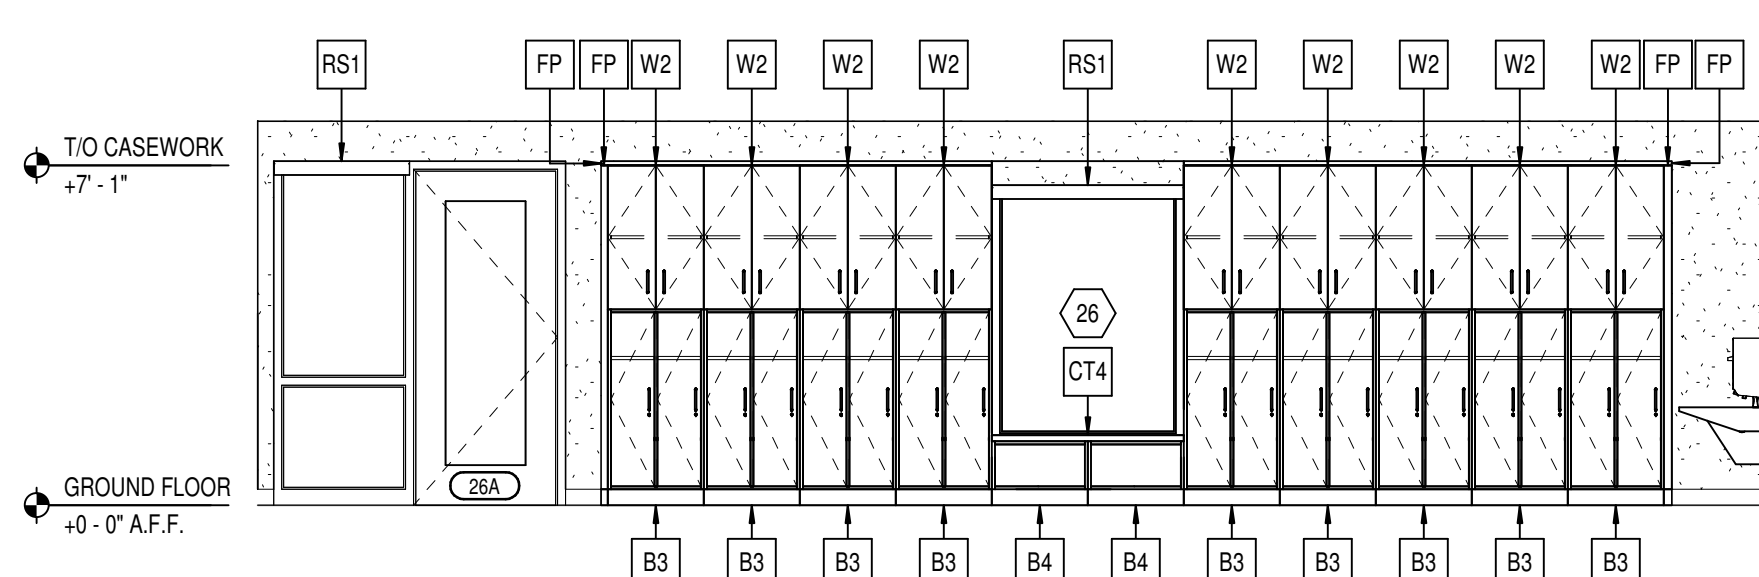 RS1 FP FP W2 W2 W2 W2 RS1 W2 W2 W2 W2 W2 FP FP
T/O CASEWORK
+7' - 1"
26
CT4
GROUND FLOOR
+0 - 0" A.F.F.
26A
B3 B3 B3 B3 B4 B4 B3 B3 B3 B3 B3